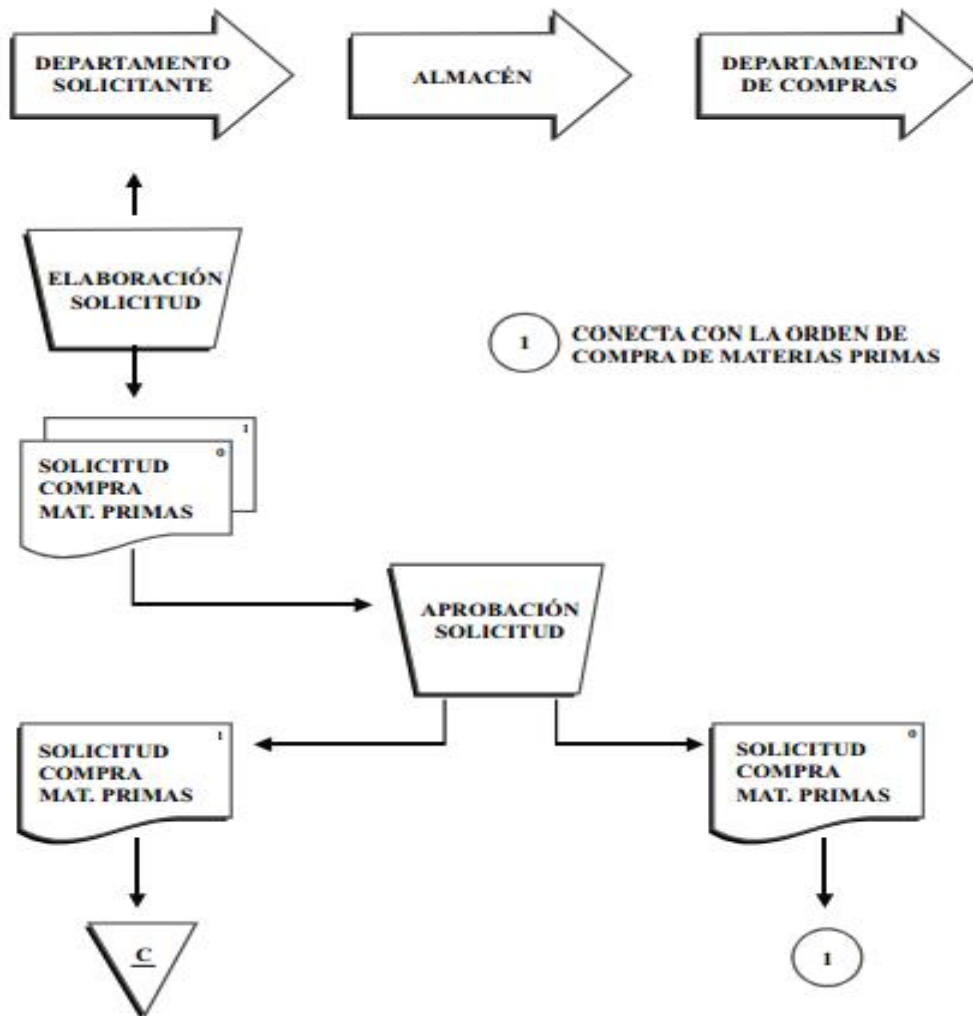 DEPARTAMENTO
SOLICITANTE
ALMACÉN
DEPARTAMENTO
DE COMPRAS
ELABORACIÓN
SOLICITUD
1
CONECTA CON LA ORDEN DE
COMPRA DE MATERIAS PRIMAS
1
0
SOLICITUD
COMPRA
MAT. PRIMAS
APROBACIÓN
SOLICITUD
1
SOLICITUD
COMPRA
MAT. PRIMAS
0
SOLICITUD
COMPRA
MAT. PRIMAS
C
1